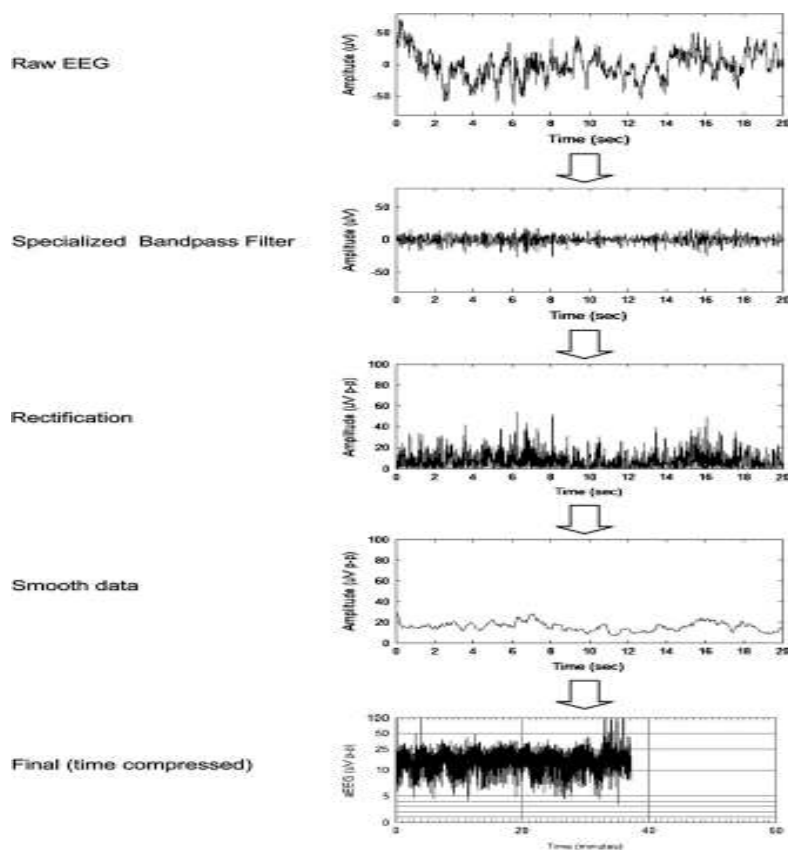 Raw EEG
Amplitude (uV)
50
0
-50
0 2 4 6 8 10 12 14 16 18 20
Time (sec)
Specialized Bandpass Filter
Amplitude (uV)
50
0
-50
0 2 4 6 8 10 12 14 16 18 20
Time (sec)
Rectification
Amplitude (uV p-p)
100
80
60
40
20
0
0 2 4 6 8 10 12 14 16 18 20
Time (sec)
Smooth data
Amplitude (uV p-p)
100
80
60
40
20
0
0 2 4 6 8 10 12 14 16 18 20
Time (sec)
Final (time compressed)
aEEG (uV p-p)
100
50
25
10
5
0
0 20 40 60
Time (minutes)